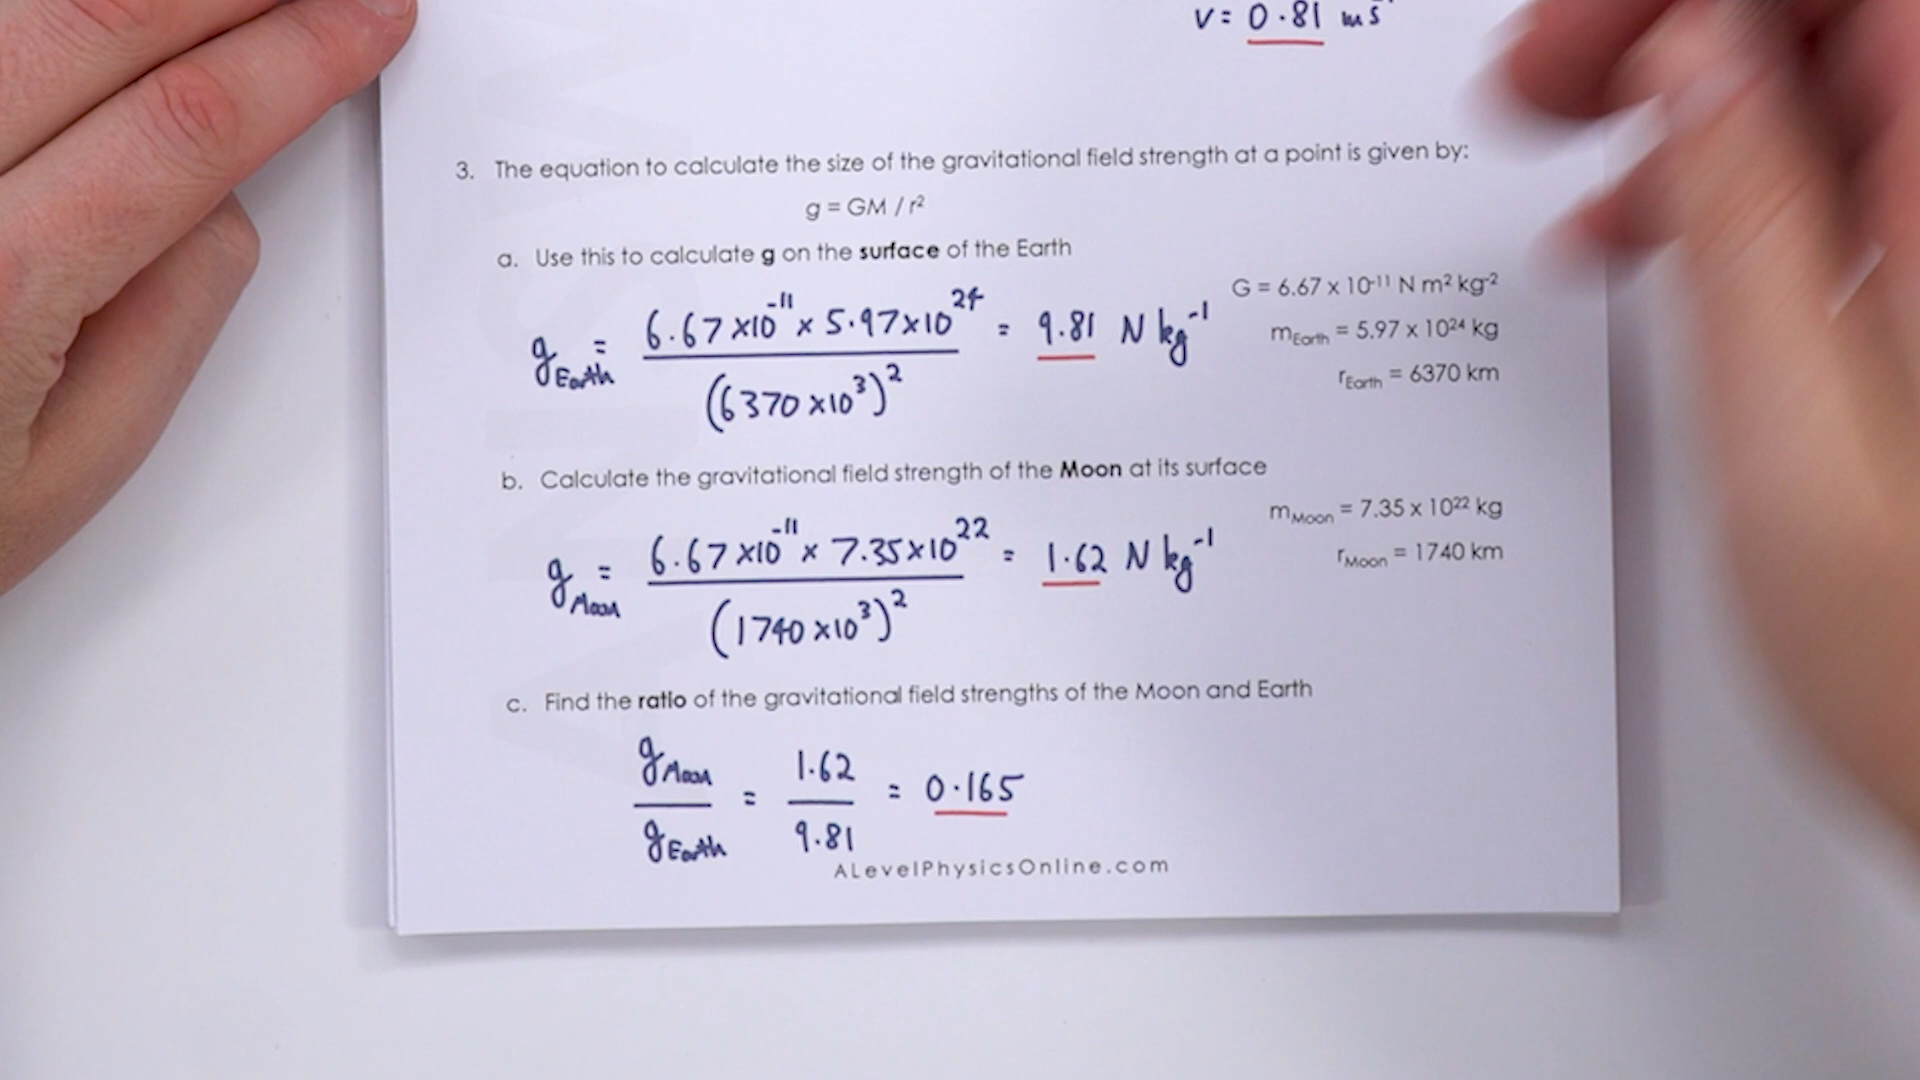 v = 0.81 ms
3. The equation to calculate the size of the gravitational field strength at a point is given by:
g = GM / r²
a. Use this to calculate g on the surface of the Earth
G = 6.67 x 10⁻¹¹ N m² kg⁻²
m_Earth = 5.97 x 10²⁴ kg
r_Earth = 6370 km
g_Earth = 6.67 ×10⁻¹¹ × 5.97×10²⁴ / (6370 ×10³)² = 9.81 N kg⁻¹
b. Calculate the gravitational field strength of the Moon at its surface
m_Moon = 7.35 x 10²² kg
r_Moon = 1740 km
g_Moon = 6.67 ×10⁻¹¹ × 7.35×10²² / (1740 ×10³)² = 1.62 N kg⁻¹
c. Find the ratio of the gravitational field strengths of the Moon and Earth
g_Moon / g_Earth = 1.62 / 9.81 = 0.165
ALevelPhysicsOnline.com